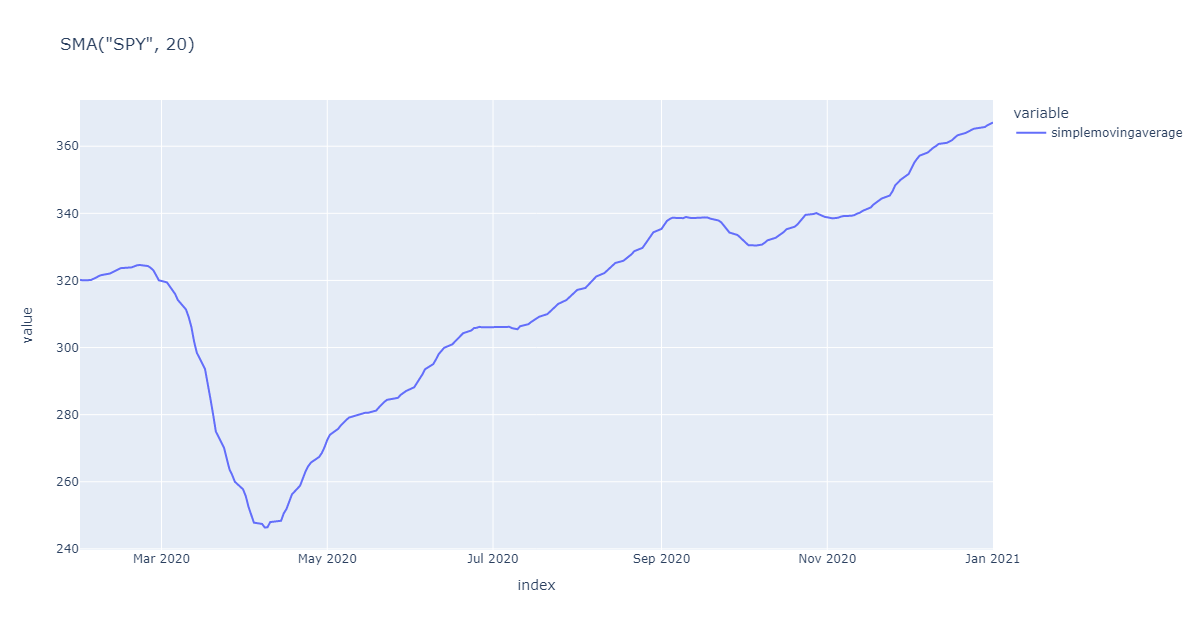 SMA("SPY", 20)
variable
simplemovingaverage
value
360
340
320
300
280
260
240
Mar 2020
May 2020
Jul 2020
Sep 2020
Nov 2020
Jan 2021
index